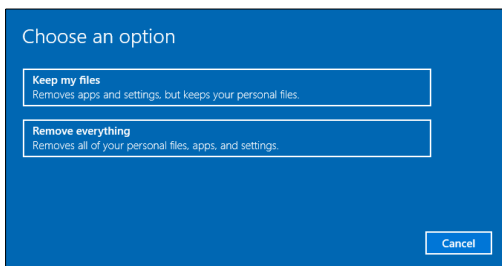 Choose an option
Keep my files
Removes apps and settings, but keeps your personal files.
Remove everything
Removes all of your personal files, apps, and settings.
Cancel